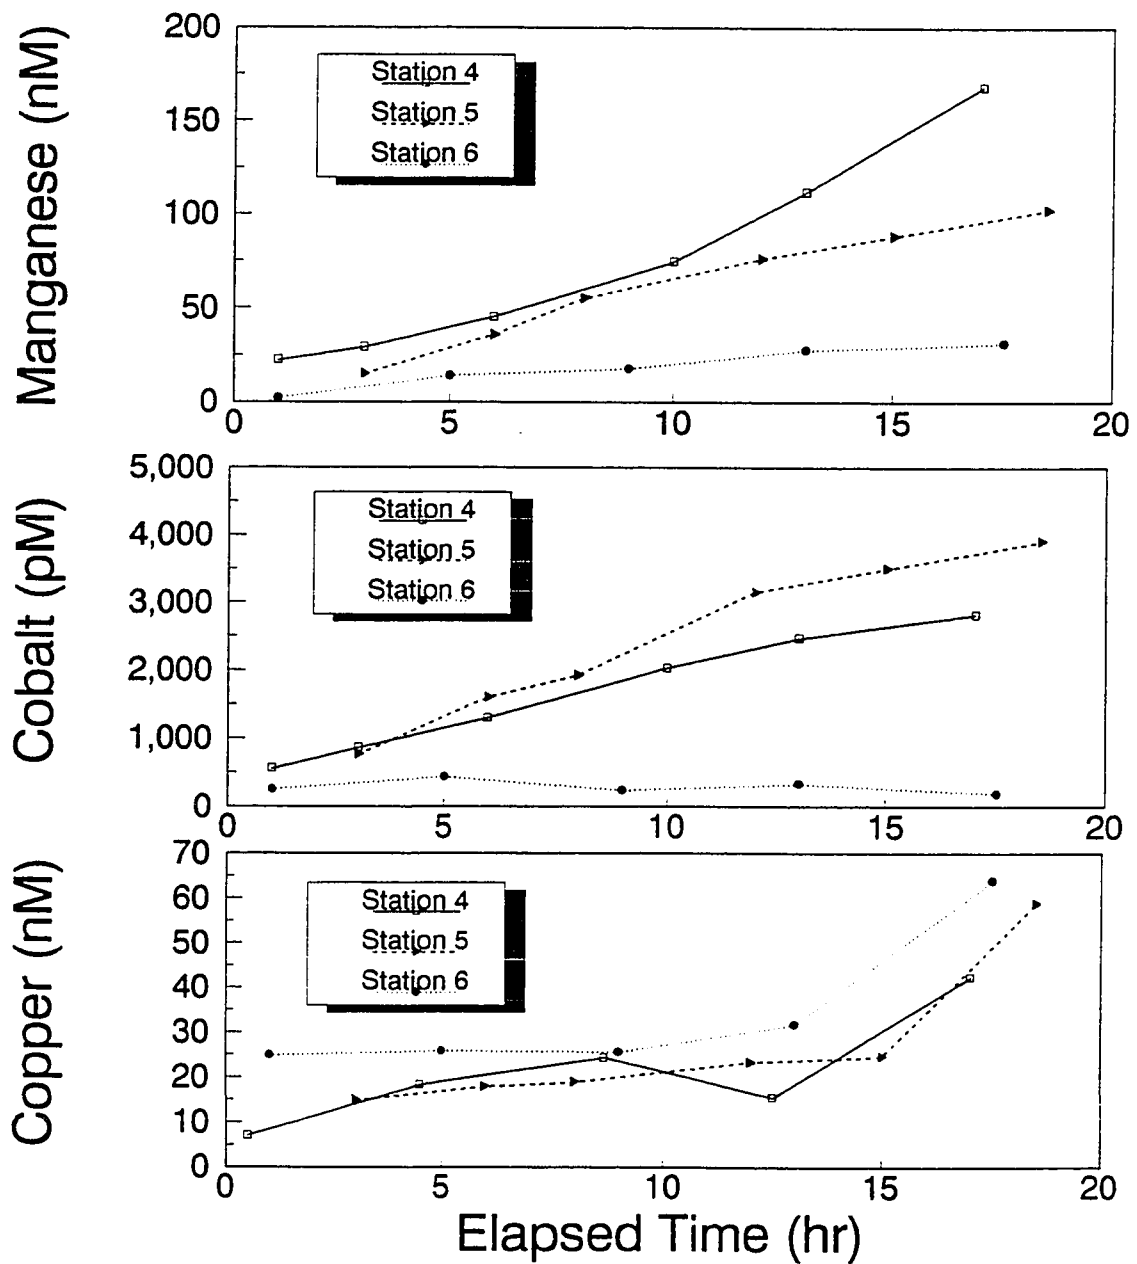 Manganese (nM)
200
150
100
50
0
Station 4
Station 5
Station 6
0 5 10 15 20
Cobalt (pM)
5,000
4,000
3,000
2,000
1,000
0
Station 4
Station 5
Station 6
0 5 10 15 20
Copper (nM)
70
60
50
40
30
20
10
0
Station 4
Station 5
Station 6
0 5 10 15 20
Elapsed Time (hr)